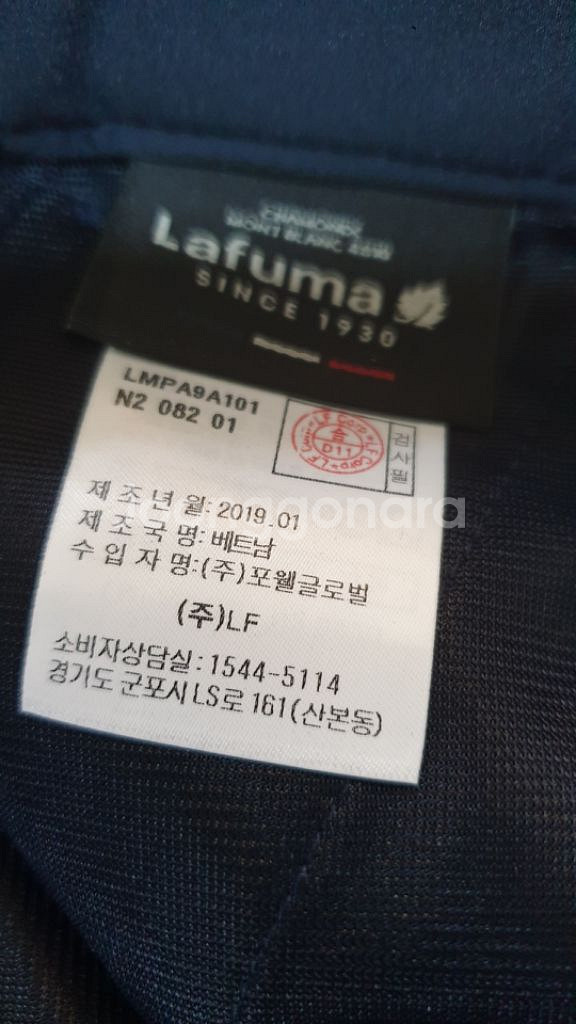 CHAMONIX
MONT BLANC 4810
Lafuma
SINCE 1930
LMPA9A101
N2 082 01
LF Corp
합
D11
검사필
제조년월:2019.01
제조국명:베트남
수입자명:(주)포웰글로벌
(주)LF
소비자상담실:1544-5114
경기도 군포시 LS로 161(산본동)